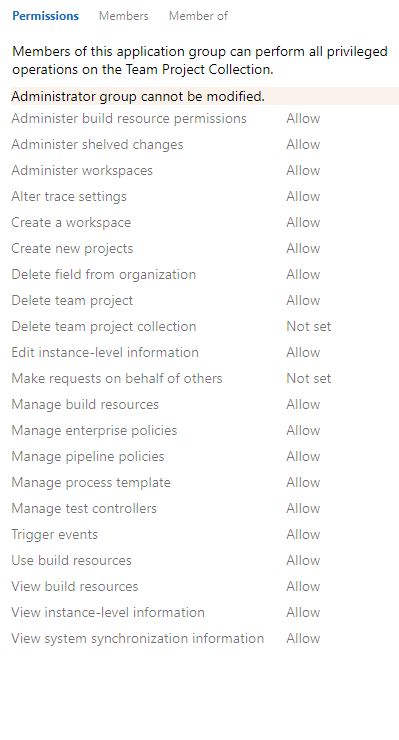 Permissions Members Member of
Members of this application group can perform all privileged
operations on the Team Project Collection.
Administrator group cannot be modified.
Administer build resource permissions Allow
Administer shelved changes Allow
Administer workspaces Allow
Alter trace settings Allow
Create a workspace Allow
Create new projects Allow
Delete field from organization Allow
Delete team project Allow
Delete team project collection Not set
Edit instance-level information Allow
Make requests on behalf of others Not set
Manage build resources Allow
Manage enterprise policies Allow
Manage pipeline policies Allow
Manage process template Allow
Manage test controllers Allow
Trigger events Allow
Use build resources Allow
View build resources Allow
View instance-level information Allow
View system synchronization information Allow